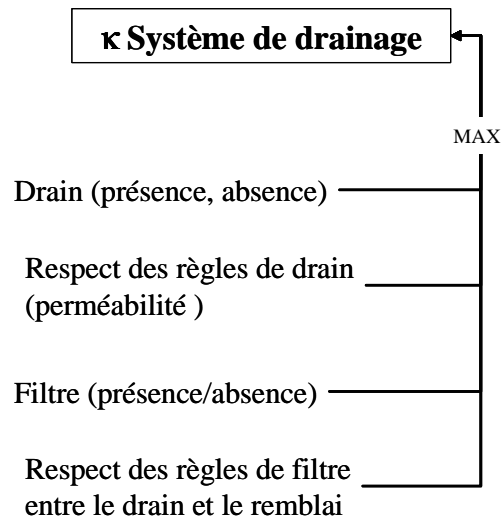 κ Système de drainage
MAX
Drain (présence, absence)
Respect des règles de drain
(perméabilité )
Filtre (présence/absence)
Respect des règles de filtre
entre le drain et le remblai